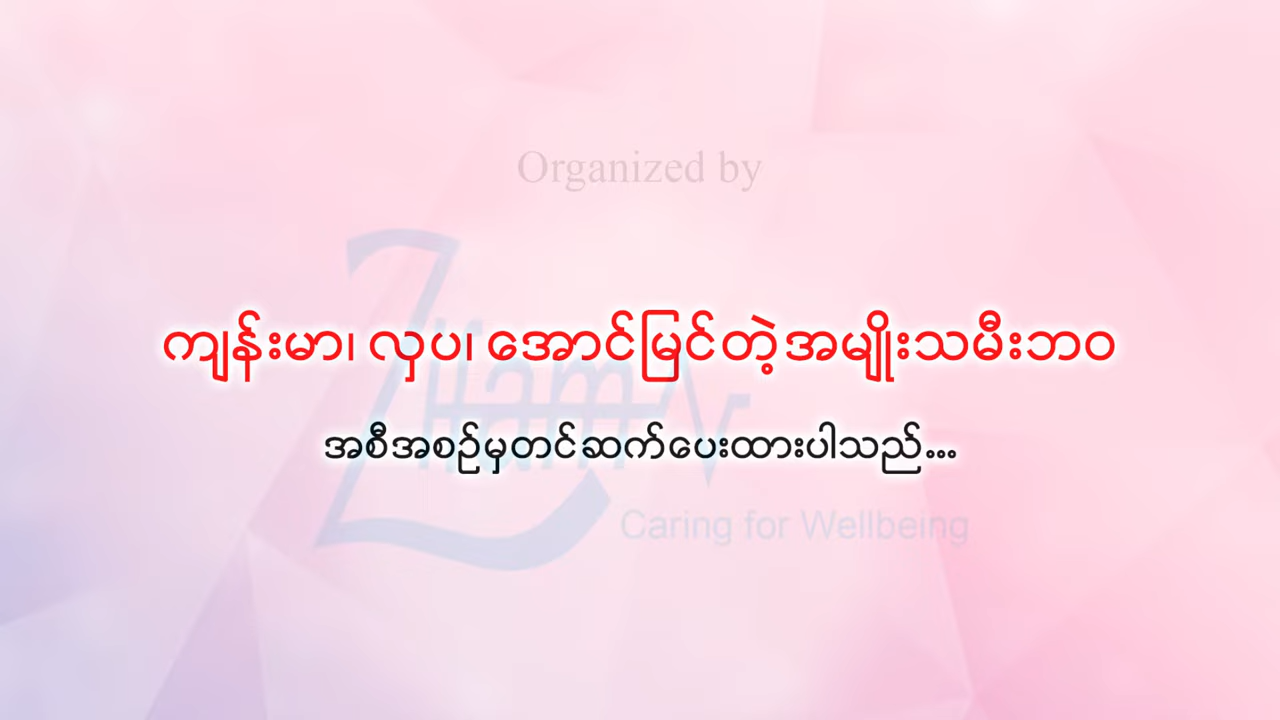 Organized by
ကျန်းမာ၊ လှပ၊ အောင်မြင်တဲ့အမျိုးသမီးဘဝ
အစီအစဉ်မှတင်ဆက်ပေးထားပါသည်...
Caring for Wellbeing